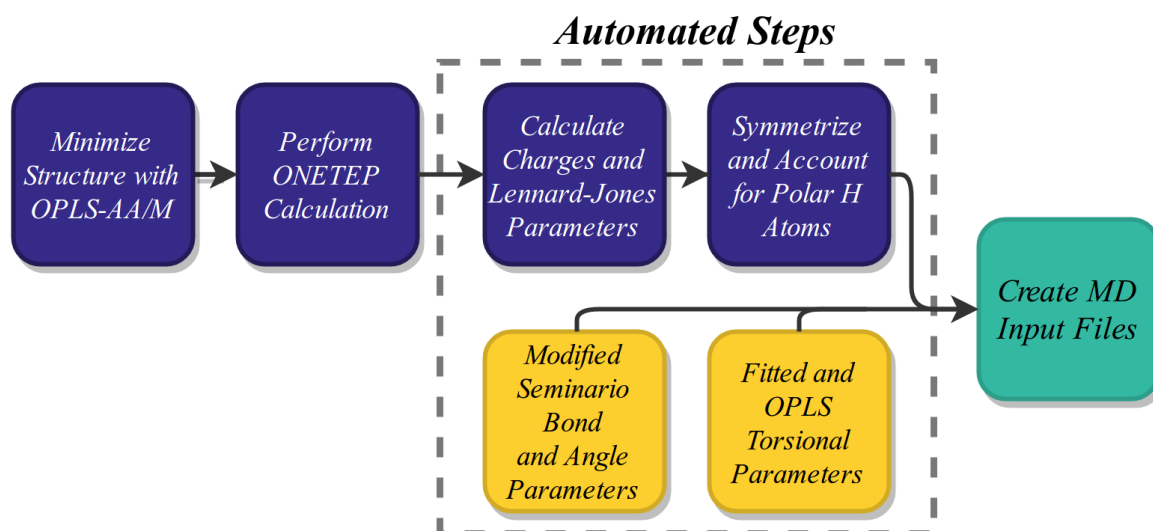 Automated Steps
Minimize
Structure with
OPLS-AA/M
Perform
ONETEP
Calculation
Calculate
Charges and
Lennard-Jones
Parameters
Symmetrize
and Account
for Polar H
Atoms
Modified
Seminario
Bond
and Angle
Parameters
Fitted and
OPLS
Torsional
Parameters
Create MD
Input Files